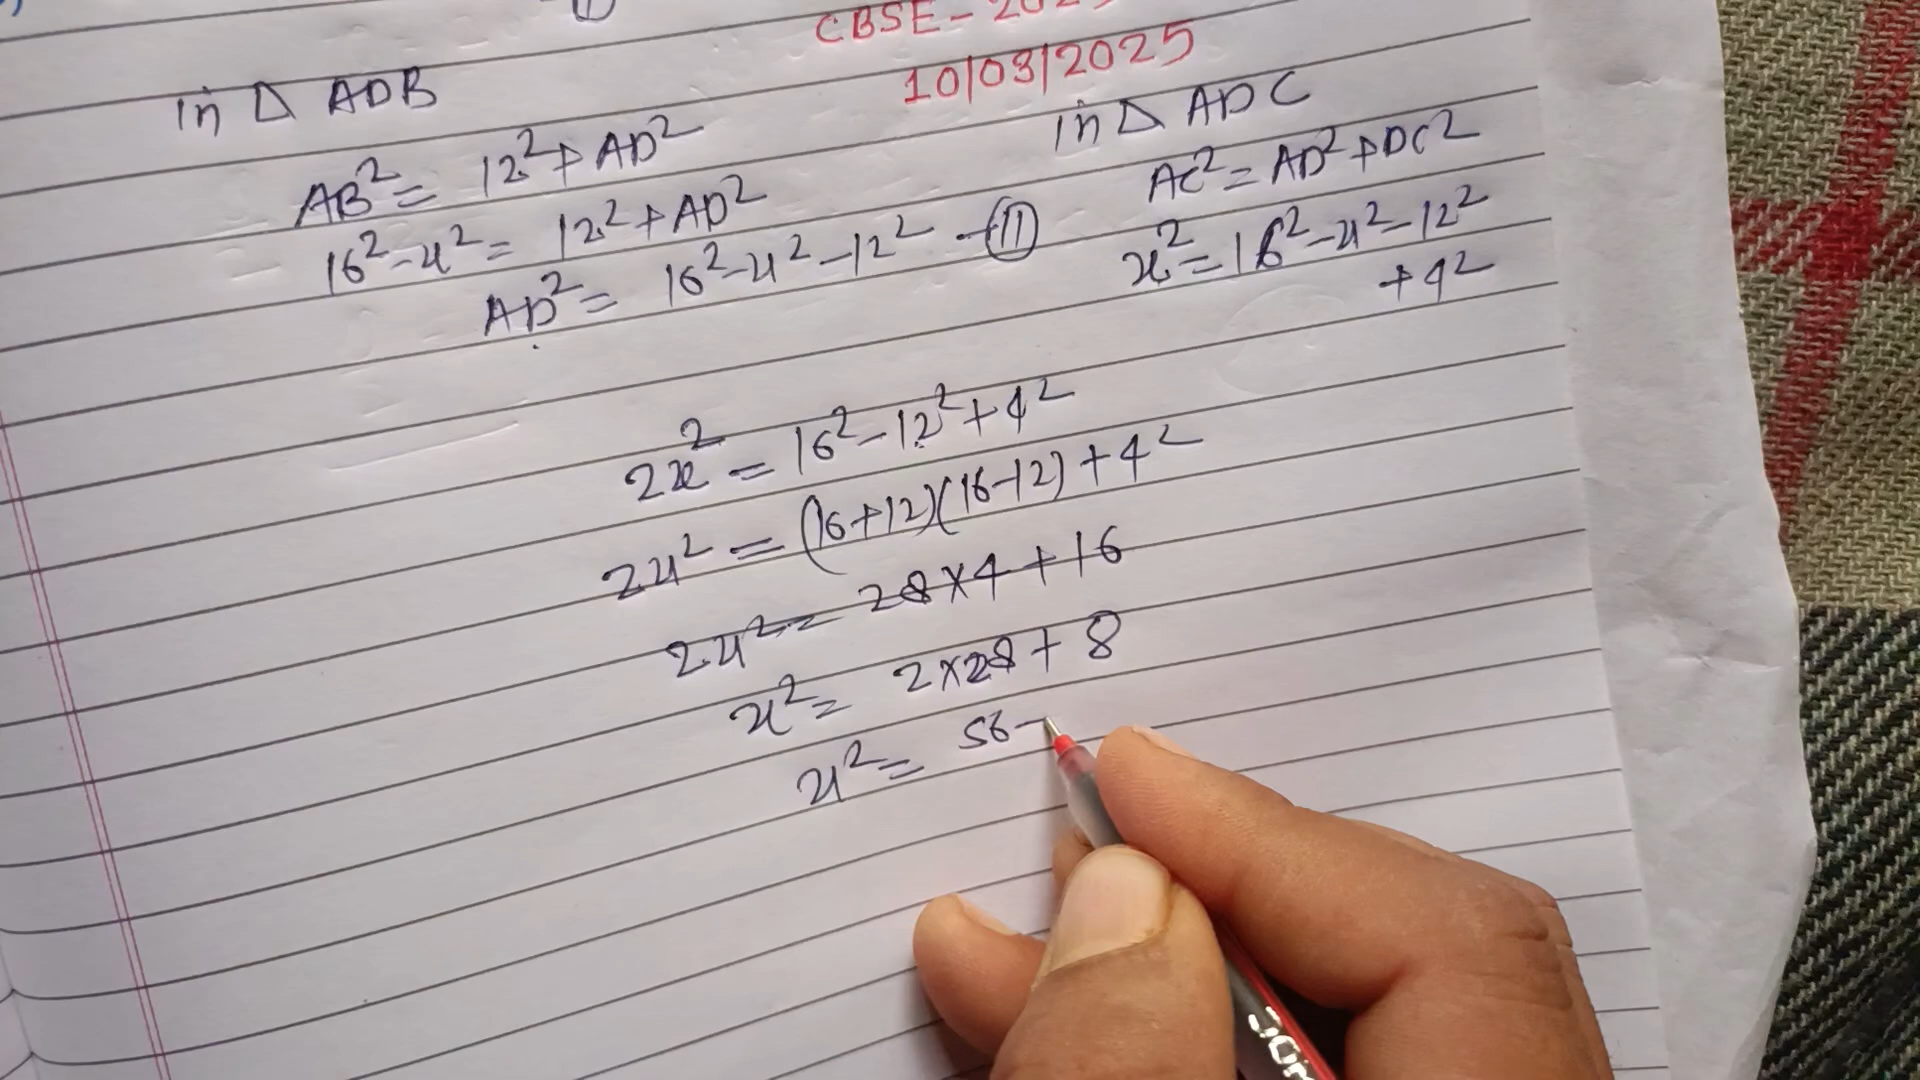 CBSE-202
10/03/2025
in Δ ADB
AB² = 12² + AD²
16² - x² = 12² + AD²
AD² = 16² - x² - 12² - (11)
in Δ ADC
AC² = AD² + DC²
x² = 16² - x² - 12²
+ 4²
2x² = 16² - 12² + 4²
2x² = (16+12)(16-12) + 4²
2x² = 28 × 4 + 16
x² = 2 × 28 + 8
x² = 56 -